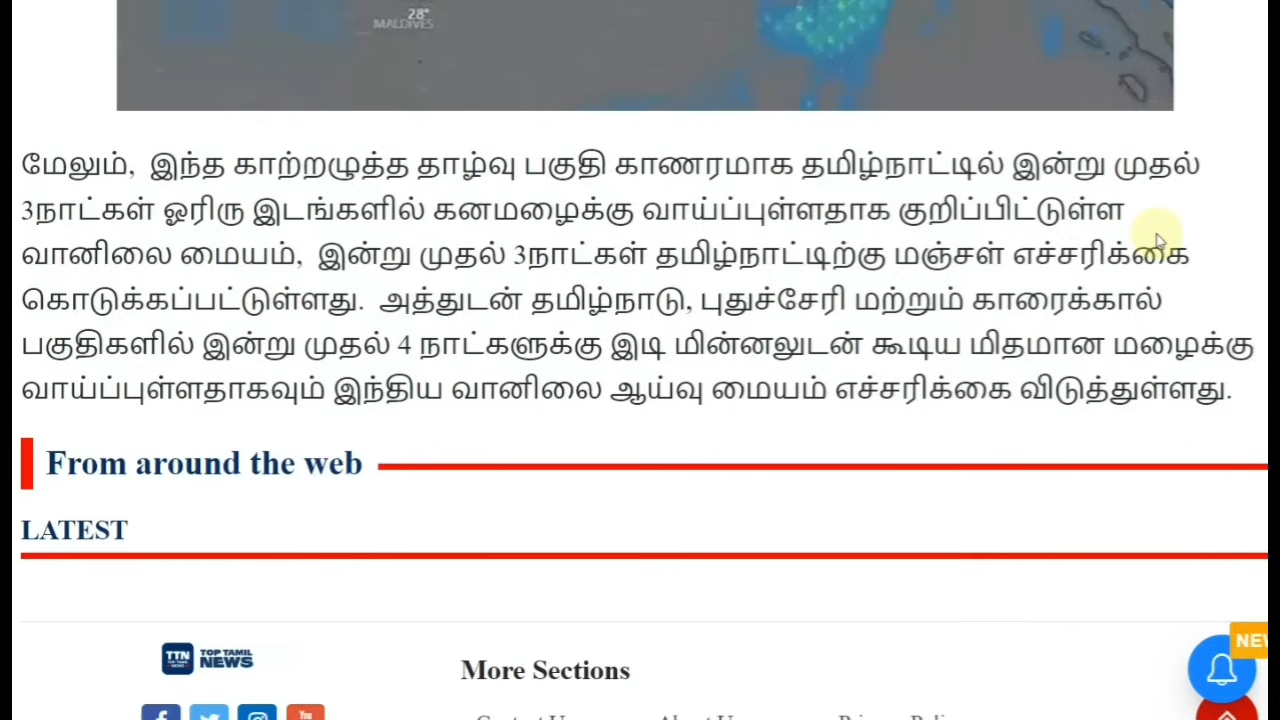 28°
MALDIVES
மேலும், இந்த காற்றழுத்த தாழ்வு பகுதி காணரமாக தமிழ்நாட்டில் இன்று முதல்
3நாட்கள் ஓரிரு இடங்களில் கனமழைக்கு வாய்ப்புள்ளதாக குறிப்பிட்டுள்ள
வானிலை மையம், இன்று முதல் 3நாட்கள் தமிழ்நாட்டிற்கு மஞ்சள் எச்சரிக்கை
கொடுக்கப்பட்டுள்ளது. அத்துடன் தமிழ்நாடு, புதுச்சேரி மற்றும் காரைக்கால்
பகுதிகளில் இன்று முதல் 4 நாட்களுக்கு இடி மின்னலுடன் கூடிய மிதமான மழைக்கு
வாய்ப்புள்ளதாகவும் இந்திய வானிலை ஆய்வு மையம் எச்சரிக்கை விடுத்துள்ளது.
From around the web
LATEST
NEW
TTN TOP TAMIL NEWS
More Sections